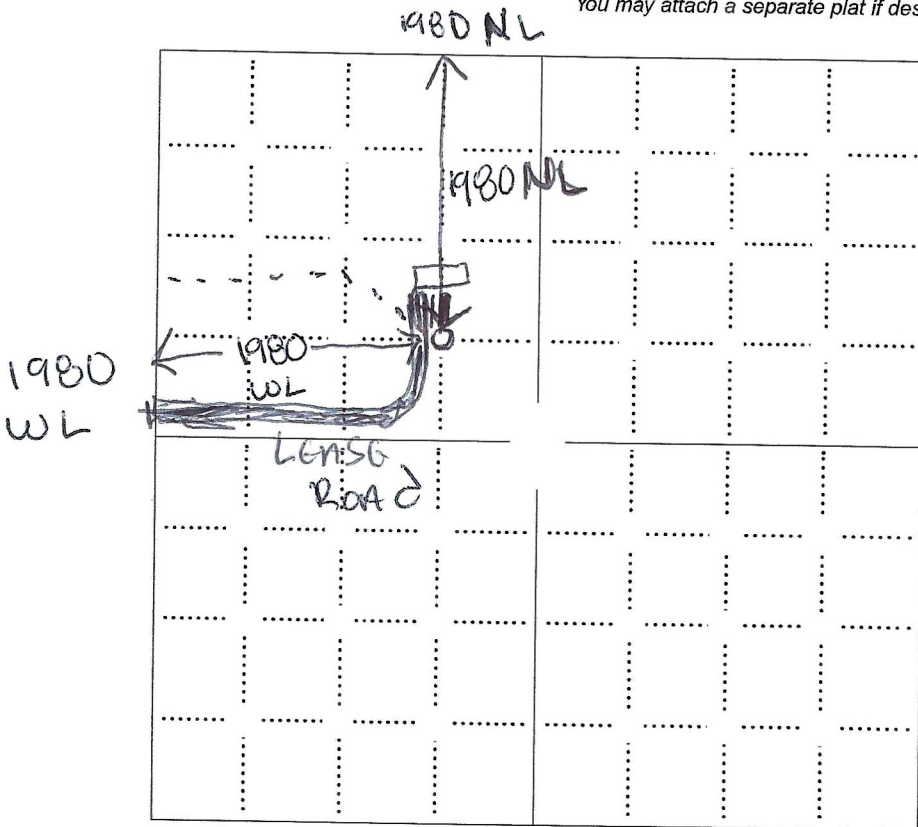 You may attach a separate plat if des
1980 NL
1980 NL
1980
WL
1980
WL
LEASE
ROAD